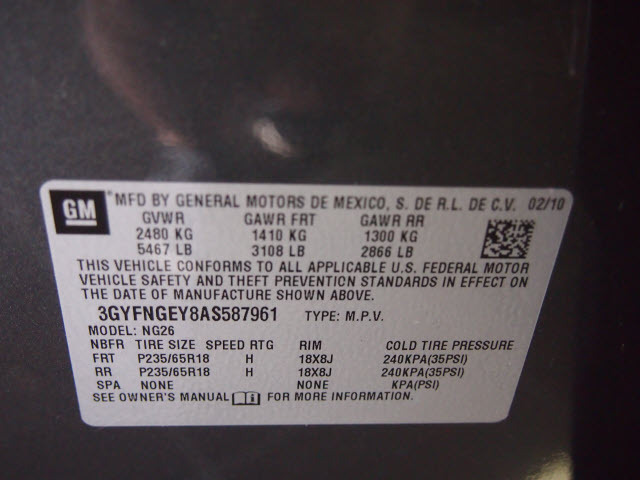 GM
MFD BY GENERAL MOTORS DE MEXICO, S. DE R.L. DE C.V. 02/10
GVWR GAWR FRT GAWR RR
2480 KG 1410 KG 1300 KG
5467 LB 3108 LB 2866 LB
THIS VEHICLE CONFORMS TO ALL APPLICABLE U.S. FEDERAL MOTOR
VEHICLE SAFETY AND THEFT PREVENTION STANDARDS IN EFFECT ON
THE DATE OF MANUFACTURE SHOWN ABOVE.
3GYFNGEY8AS587961 TYPE: M.P.V.
MODEL: NG26
NBFR TIRE SIZE SPEED RTG RIM COLD TIRE PRESSURE
FRT P235/65R18 H 18X8J 240KPA(35PSI)
RR P235/65R18 H 18X8J 240KPA(35PSI)
SPA NONE NONE KPA(PSI)
SEE OWNER'S MANUAL FOR MORE INFORMATION.